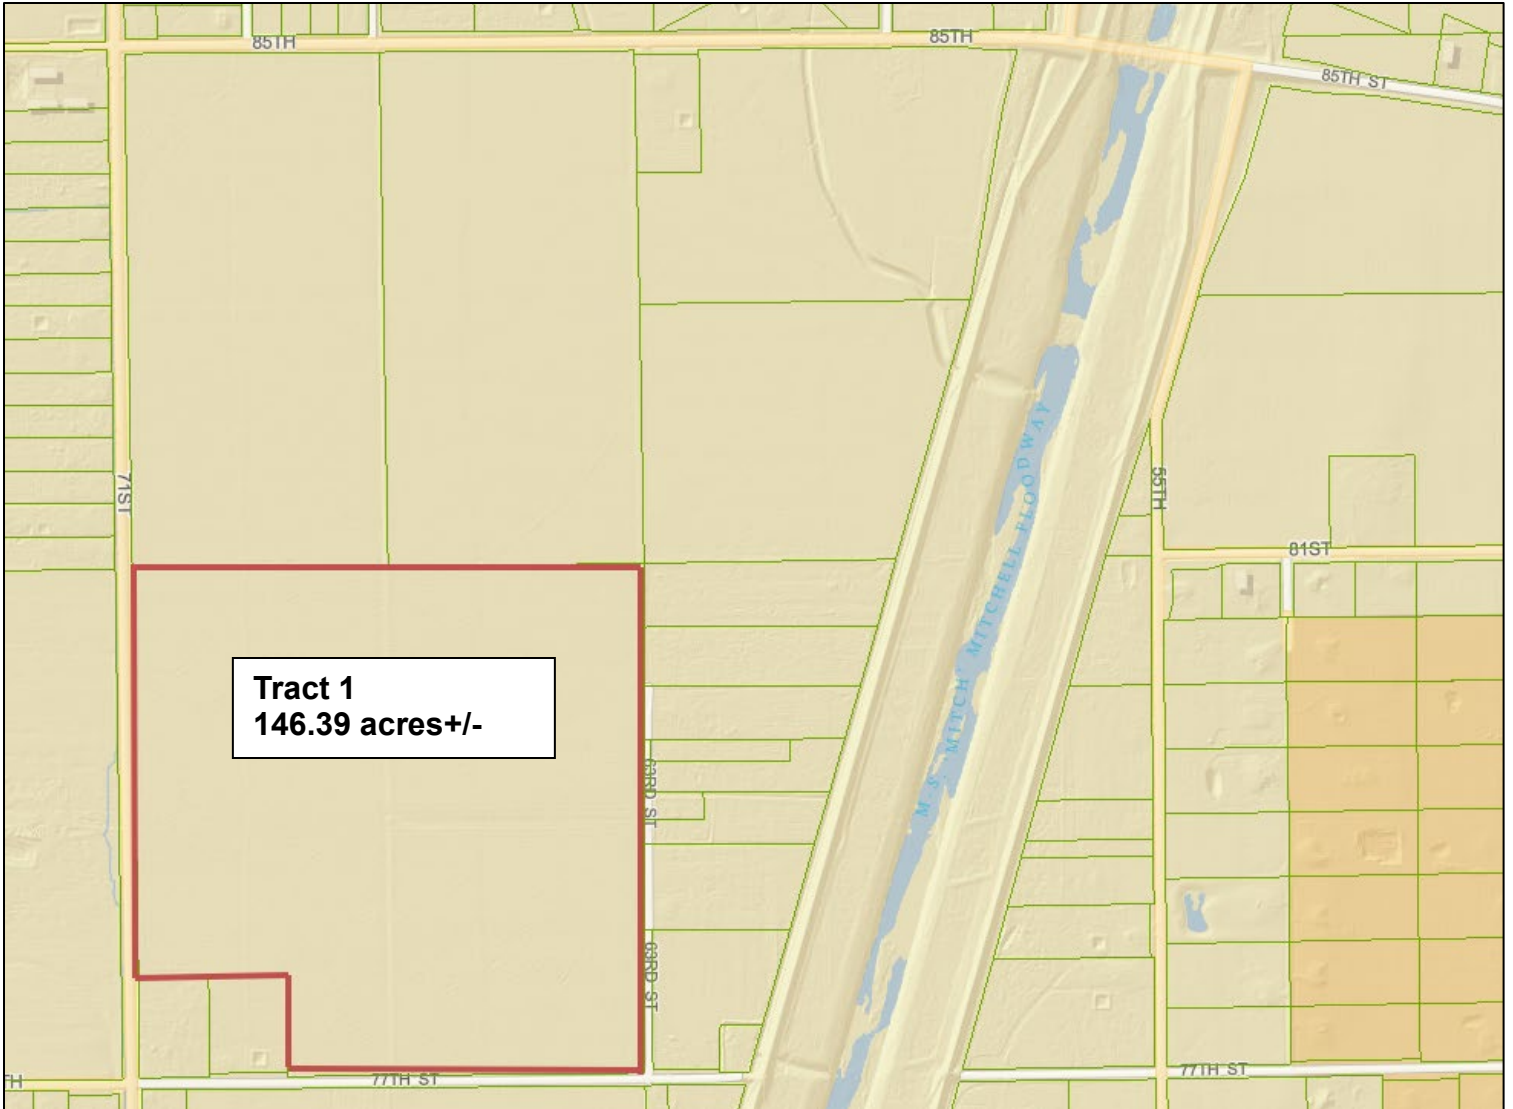 85TH
85TH
85TH ST
71ST
55TH
81ST
M. S. 'MITCH' MITCHELL FLOODWAY
Tract 1
146.39 acres+/-
63RD ST
63RD ST
TH
77TH ST
77TH ST